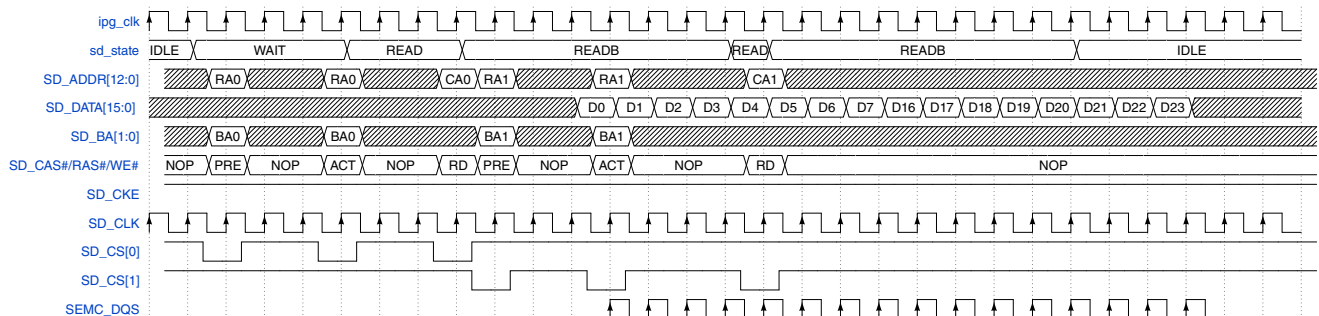 ipg_clk
sd_state IDLE WAIT READ READB READ READB IDLE
SD_ADDR[12:0] RA0 RA0 CA0 RA1 RA1 CA1
SD_DATA[15:0] D0 D1 D2 D3 D4 D5 D6 D7 D16 D17 D18 D19 D20 D21 D22 D23
SD_BA[1:0] BA0 BA0 BA1 BA1
SD_CAS#/RAS#/WE# NOP PRE NOP ACT NOP RD PRE NOP ACT NOP RD NOP
SD_CKE
SD_CLK
SD_CS[0]
SD_CS[1]
SEMC_DQS